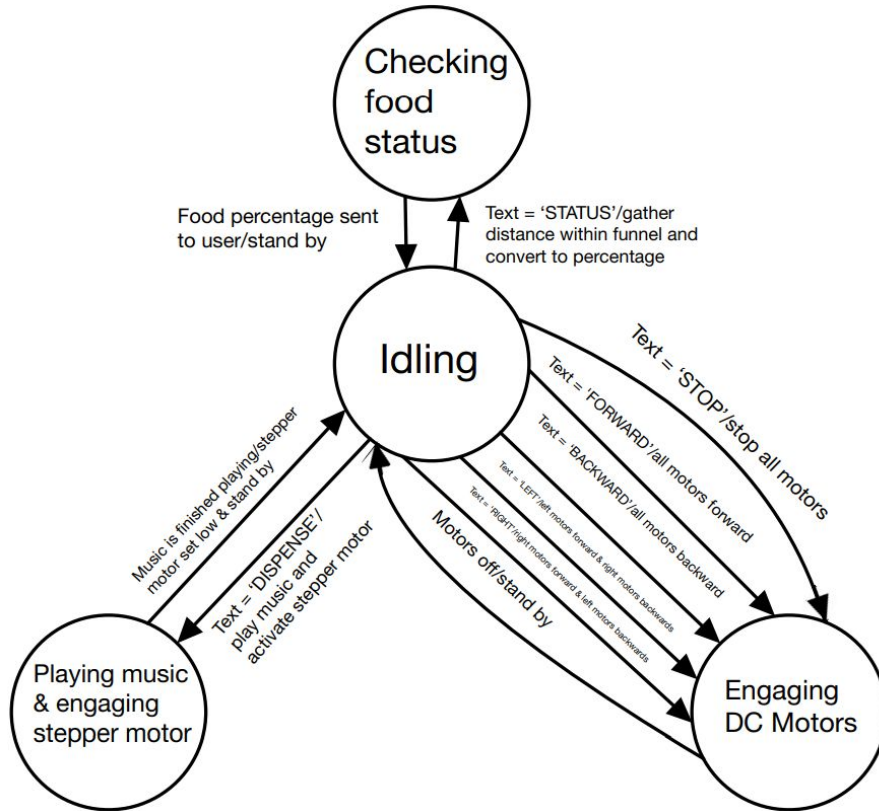 Checking
food
status
Food percentage sent
to user/stand by
Text = ‘STATUS’/gather
distance within funnel and
convert to percentage
Idling
Text = ‘STOP’/stop all motors
Text = ‘FORWARD’/all motors forward
Text = ‘BACKWARD’/all motors backward
Text = ‘LEFT’/left motors forward & right motors backwards
Text = ‘RIGHT’/right motors forward & left motors backwards
Motors off/stand by
Music is finished playing/stepper
motor set low & stand by
Text = ‘DISPENSE’/
play music and
activate stepper motor
Playing music
& engaging
stepper motor
Engaging
DC Motors